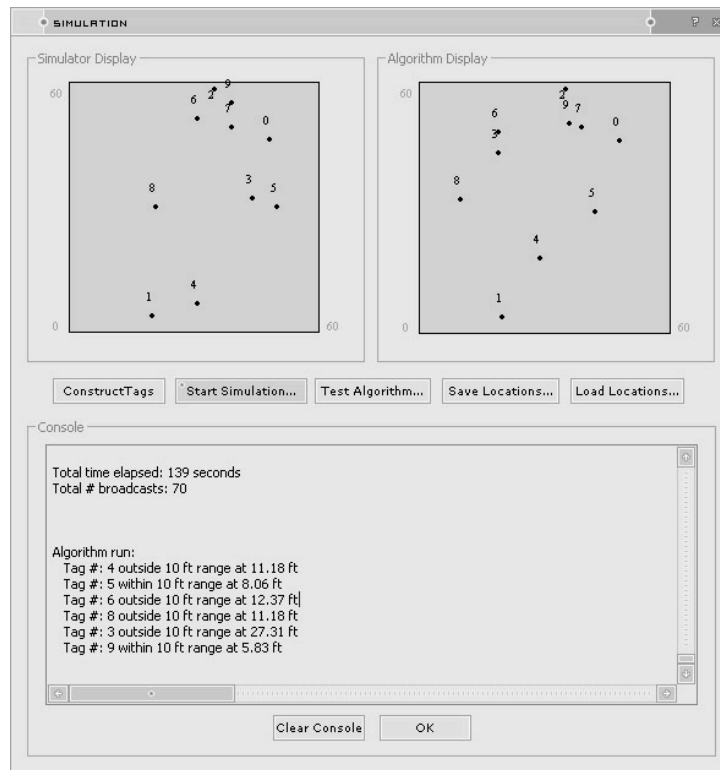 SIMULATION
? x
Simulator Display
Algorithm Display
60
9
2
6
7
0
8
3
5
4
1
0
60
60
2
9
7
6
0
3
8
5
4
1
0
60
ConstructTags
Start Simulation...
Test Algorithm...
Save Locations...
Load Locations...
Console
Total time elapsed: 139 seconds
Total # broadcasts: 70
Algorithm run:
Tag #: 4 outside 10 ft range at 11.18 ft
Tag #: 5 within 10 ft range at 8.06 ft
Tag #: 6 outside 10 ft range at 12.37 ft
Tag #: 8 outside 10 ft range at 11.18 ft
Tag #: 3 outside 10 ft range at 27.31 ft
Tag #: 9 within 10 ft range at 5.83 ft
Clear Console
OK